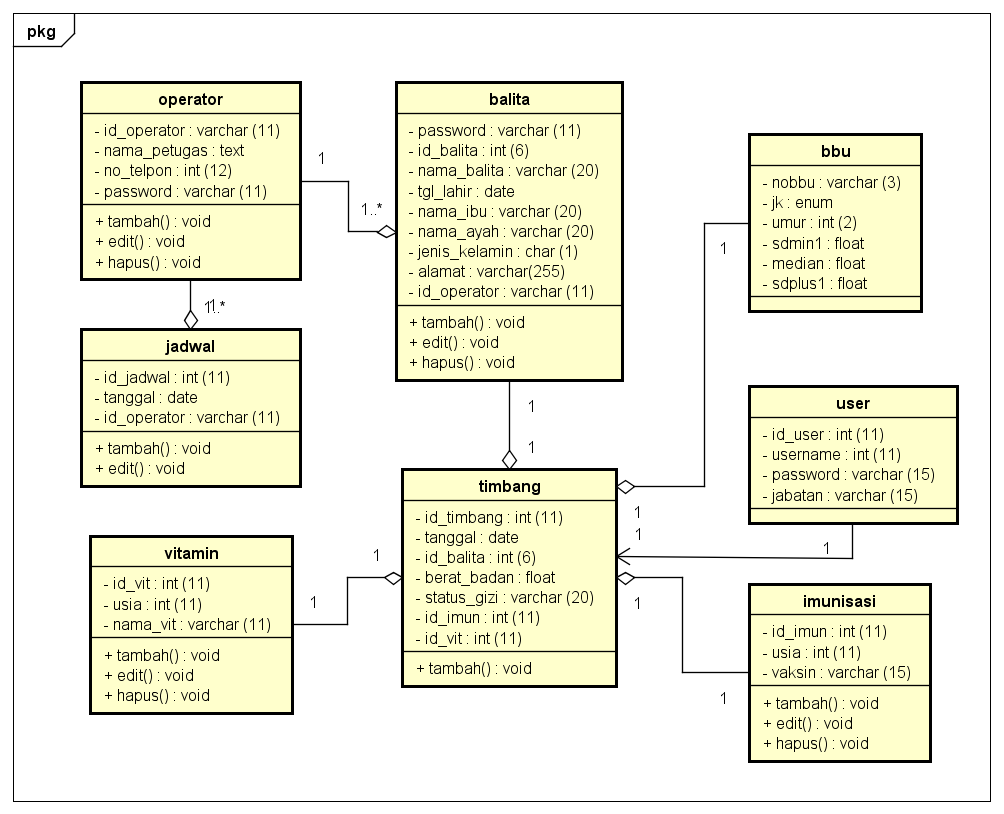 pkg
operator
- id_operator : varchar (11)
- nama_petugas : text
- no_telpon : int (12)
- password : varchar (11)
+ tambah() : void
+ edit() : void
+ hapus() : void
1
1..*
balita
- password : varchar (11)
- id_balita : int (6)
- nama_balita : varchar (20)
- tgl_lahir : date
- nama_ibu : varchar (20)
- nama_ayah : varchar (20)
- jenis_kelamin : char (1)
- alamat : varchar(255)
- id_operator : varchar (11)
+ tambah() : void
+ edit() : void
+ hapus() : void
bbu
- nobbu : varchar (3)
- jk : enum
- umur : int (2)
- sdmin1 : float
- median : float
- sdplus1 : float
1
1
1..*
jadwal
- id_jadwal : int (11)
- tanggal : date
- id_operator : varchar (11)
+ tambah() : void
+ edit() : void
1
1
user
- id_user : int (11)
- username : int (11)
- password : varchar (15)
- jabatan : varchar (15)
timbang
- id_timbang : int (11)
- tanggal : date
- id_balita : int (6)
- berat_badan : float
- status_gizi : varchar (20)
- id_imun : int (11)
- id_vit : int (11)
+ tambah() : void
1
1
1
1
vitamin
- id_vit : int (11)
- usia : int (11)
- nama_vit : varchar (11)
+ tambah() : void
+ edit() : void
+ hapus() : void
1
1
imunisasi
- id_imun : int (11)
- usia : int (11)
- vaksin : varchar (15)
+ tambah() : void
+ edit() : void
+ hapus() : void
1